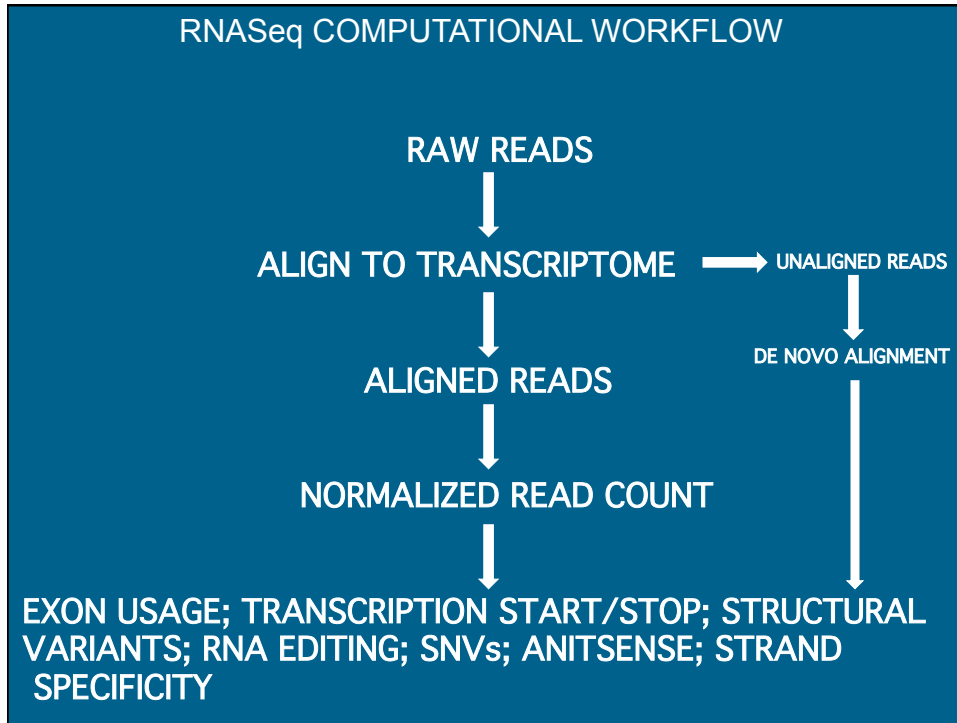 RNASeq COMPUTATIONAL WORKFLOW
RAW READS
ALIGN TO TRANSCRIPTOME
UNALIGNED READS
DE NOVO ALIGNMENT
ALIGNED READS
NORMALIZED READ COUNT
EXON USAGE; TRANSCRIPTION START/STOP; STRUCTURAL
VARIANTS; RNA EDITING; SNVs; ANITSENSE; STRAND
SPECIFICITY